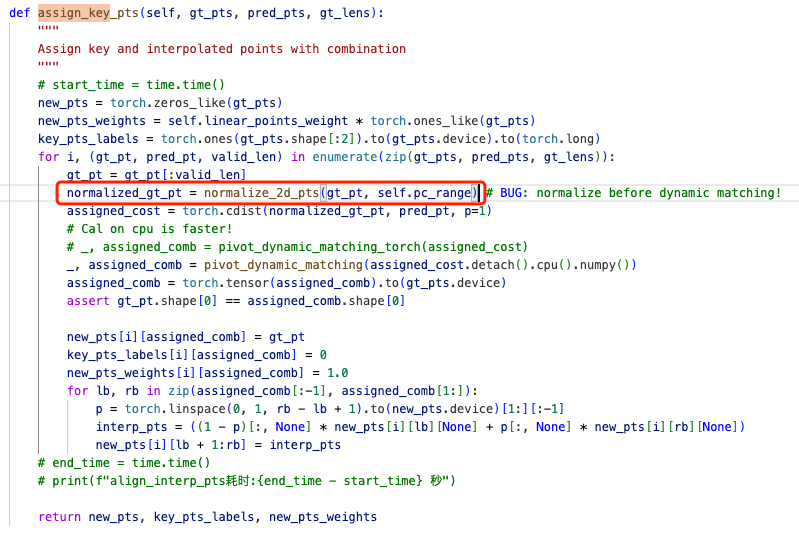 def assign_key_pts(self, gt_pts, pred_pts, gt_lens):
    """
    Assign key and interpolated points with combination
    """
    # start_time = time.time()
    new_pts = torch.zeros_like(gt_pts)
    new_pts_weights = self.linear_points_weight * torch.ones_like(gt_pts)
    key_pts_labels = torch.ones(gt_pts.shape[:2]).to(gt_pts.device).to(torch.long)
    for i, (gt_pt, pred_pt, valid_len) in enumerate(zip(gt_pts, pred_pts, gt_lens)):
        gt_pt = gt_pt[:valid_len]
        normalized_gt_pt = normalize_2d_pts(gt_pt, self.pc_range) # BUG: normalize before dynamic matching!
        assigned_cost = torch.cdist(normalized_gt_pt, pred_pt, p=1)
        # Cal on cpu is faster!
        # _, assigned_comb = pivot_dynamic_matching_torch(assigned_cost)
        _, assigned_comb = pivot_dynamic_matching(assigned_cost.detach().cpu().numpy())
        assigned_comb = torch.tensor(assigned_comb).to(gt_pts.device)
        assert gt_pt.shape[0] == assigned_comb.shape[0]

        new_pts[i][assigned_comb] = gt_pt
        key_pts_labels[i][assigned_comb] = 0
        new_pts_weights[i][assigned_comb] = 1.0
        for lb, rb in zip(assigned_comb[:-1], assigned_comb[1:]):
            p = torch.linspace(0, 1, rb - lb + 1).to(new_pts.device)[1:][:-1]
            interp_pts = ((1 - p)[:, None] * new_pts[i][lb][None] + p[:, None] * new_pts[i][rb][None])
            new_pts[i][lb + 1:rb] = interp_pts
    # end_time = time.time()
    # print(f"align_interp_pts耗时:{end_time - start_time} 秒")

    return new_pts, key_pts_labels, new_pts_weights